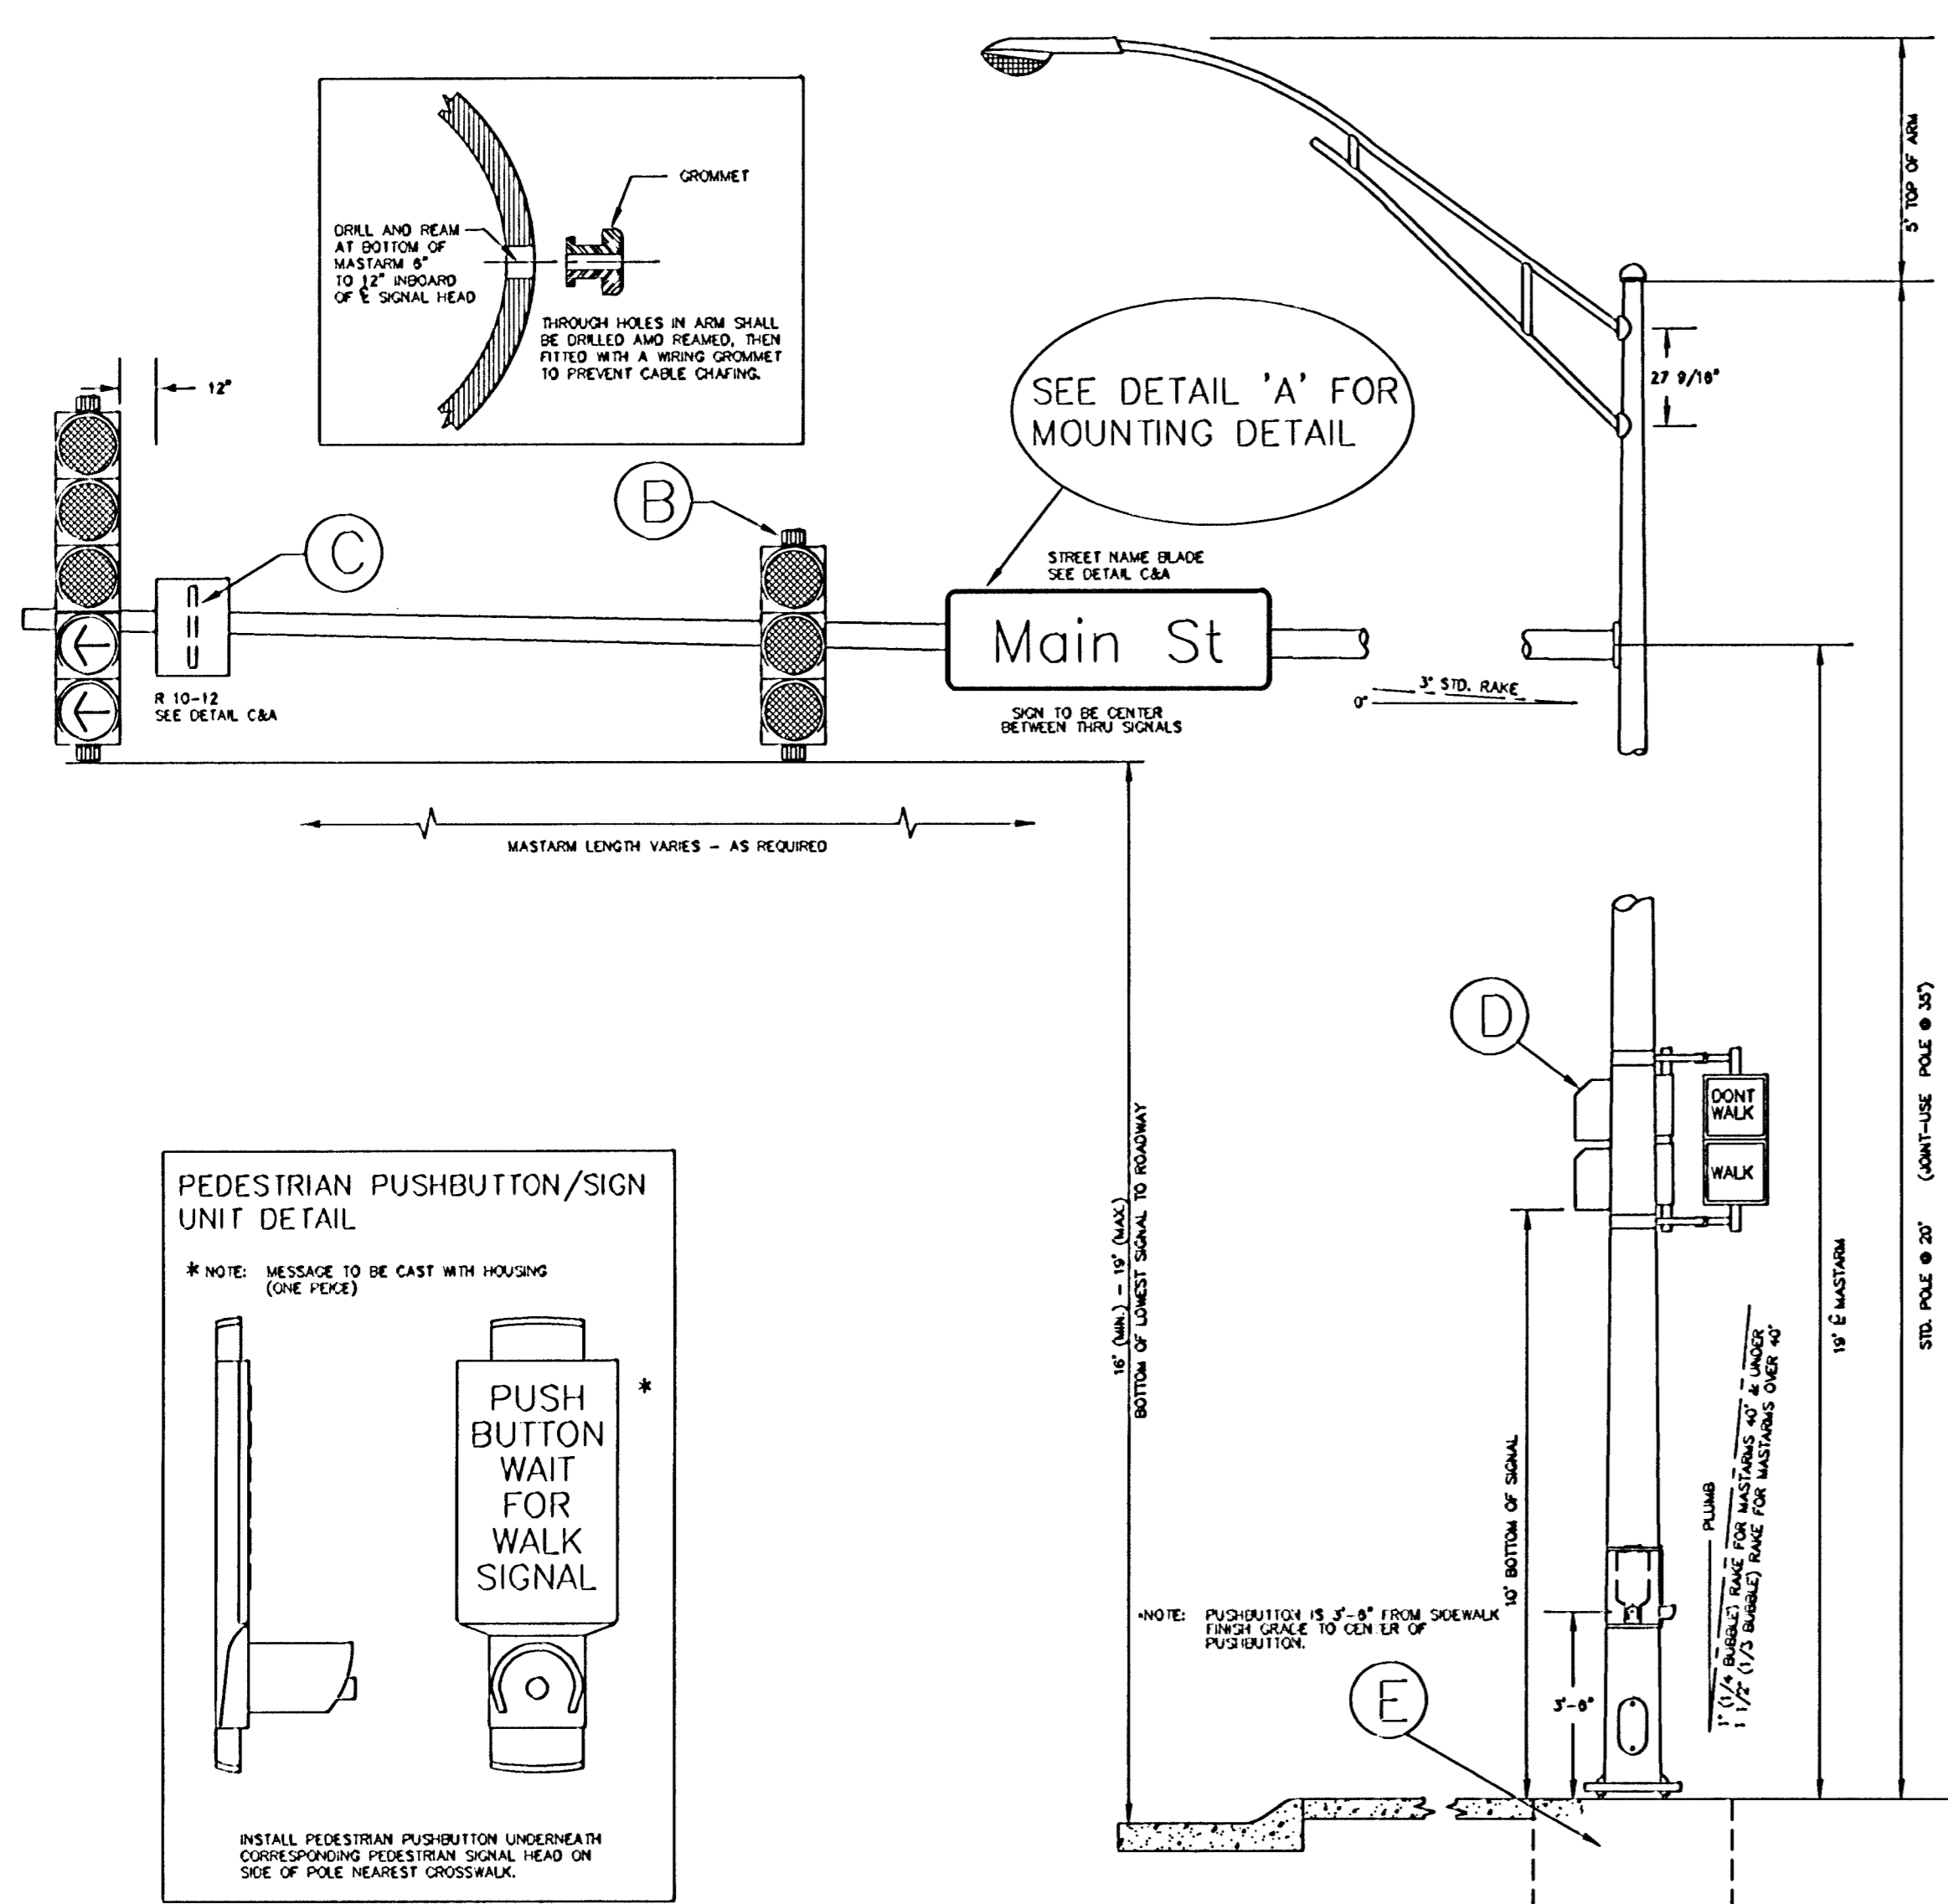 5' TOP OF ARM
GROMMET
DRILL AND REAM
AT BOTTOM OF
MASTARM 6"
TO 12" INBOARD
OF ℄ SIGNAL HEAD
THROUGH HOLES IN ARM SHALL
BE DRILLED AMD REAMED, THEN
FITTED WITH A WIRING GROMMET
TO PREVENT CABLE CHAFING.
12"
27 9/16"
SEE DETAIL 'A' FOR
MOUNTING DETAIL
B
C
STREET NAME BLADE
SEE DETAIL C&A
Main St
R 10-12
SEE DETAIL C&A
SIGN TO BE CENTER
BETWEEN THRU SIGNALS
3° STD. RAKE
0°
MASTARM LENGTH VARIES - AS REQUIRED
D
DONT
WALK
WALK
16' (MIN.) - 19' (MAX.)
BOTTOM OF LOWEST SIGNAL TO ROADWAY
STD. POLE @ 20' (JOINT-USE POLE @ 35')
19' ℄ MASTARM
10' BOTTOM OF SIGNAL
PLUMB
1" (1/4 BUBBLE) RAKE FOR MASTARMS 40' & UNDER
1 1/2" (1/3 BUBBLE) RAKE FOR MASTARMS OVER 40'
PEDESTRIAN PUSHBUTTON/SIGN
UNIT DETAIL
* NOTE: MESSAGE TO BE CAST WITH HOUSING
(ONE PEICE)
*
PUSH
BUTTON
WAIT
FOR
WALK
SIGNAL
INSTALL PEDESTRIAN PUSHBUTTON UNDERNEATH
CORRESPONDING PEDESTRIAN SIGNAL HEAD ON
SIDE OF POLE NEAREST CROSSWALK.
*NOTE: PUSHBUTTON IS 3'-6" FROM SIDEWALK
FINISH GRADE TO CENTER OF
PUSHBUTTON.
3'-6"
E